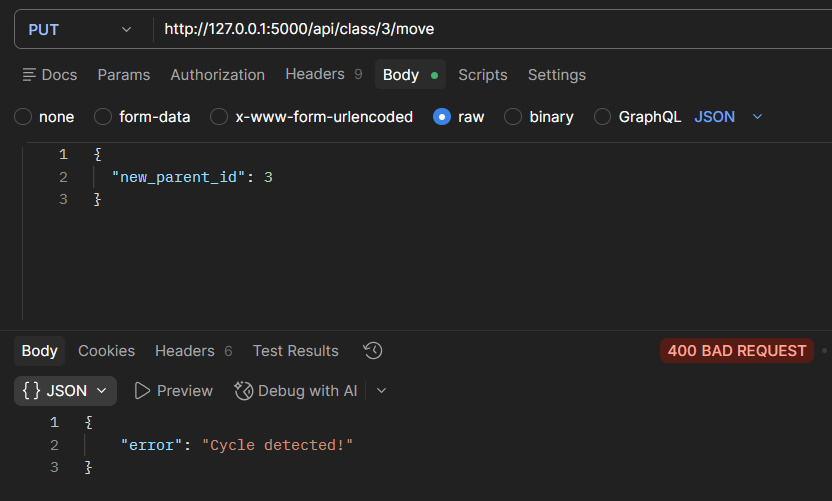 PUT http://127.0.0.1:5000/api/class/3/move
Docs Params Authorization Headers 9 Body Scripts Settings
none form-data x-www-form-urlencoded raw binary GraphQL JSON
1 {
2 "new_parent_id": 3
3 }
Body Cookies Headers 6 Test Results 400 BAD REQUEST
{} JSON Preview Debug with AI
1 {
2 "error": "Cycle detected!"
3 }